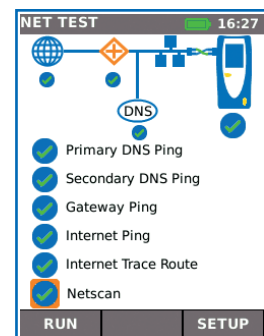 NET TEST 16:27
DNS
Primary DNS Ping
Secondary DNS Ping
Gateway Ping
Internet Ping
Internet Trace Route
Netscan
RUN SETUP